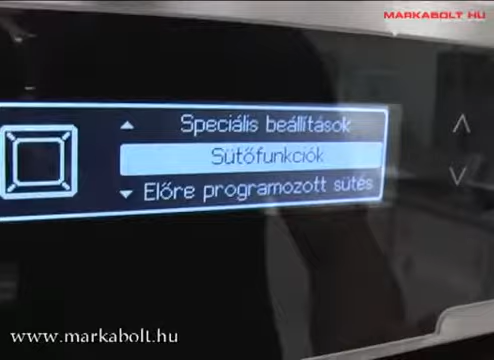 MARKABOLT.HU
Speciális beállítások
Sütőfunkciók
Előre programozott sütés
www.markabolt.hu